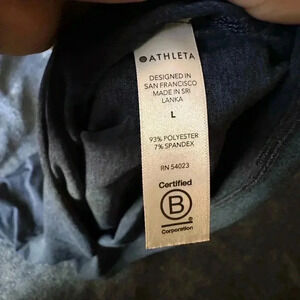 ATHLETA
DESIGNED IN
SAN FRANCISCO
MADE IN SRI
LANKA
L
93% POLYESTER
7% SPANDEX
RN 54023
Certified
B
Corporation